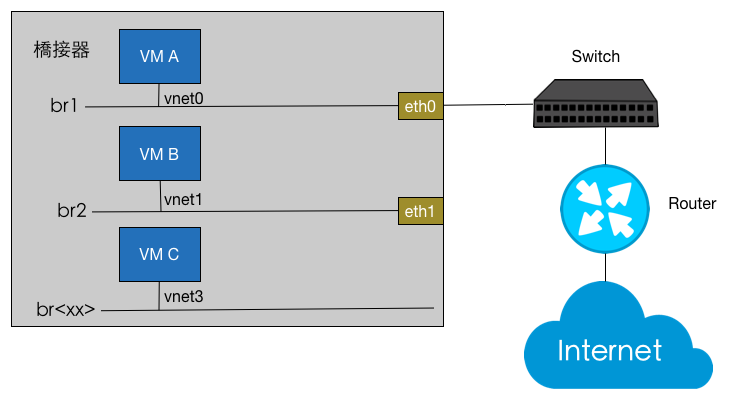 橋接器
VM A
vnet0
br1
eth0
VM B
vnet1
br2
eth1
VM C
vnet3
br<xx>
Switch
Router
Internet